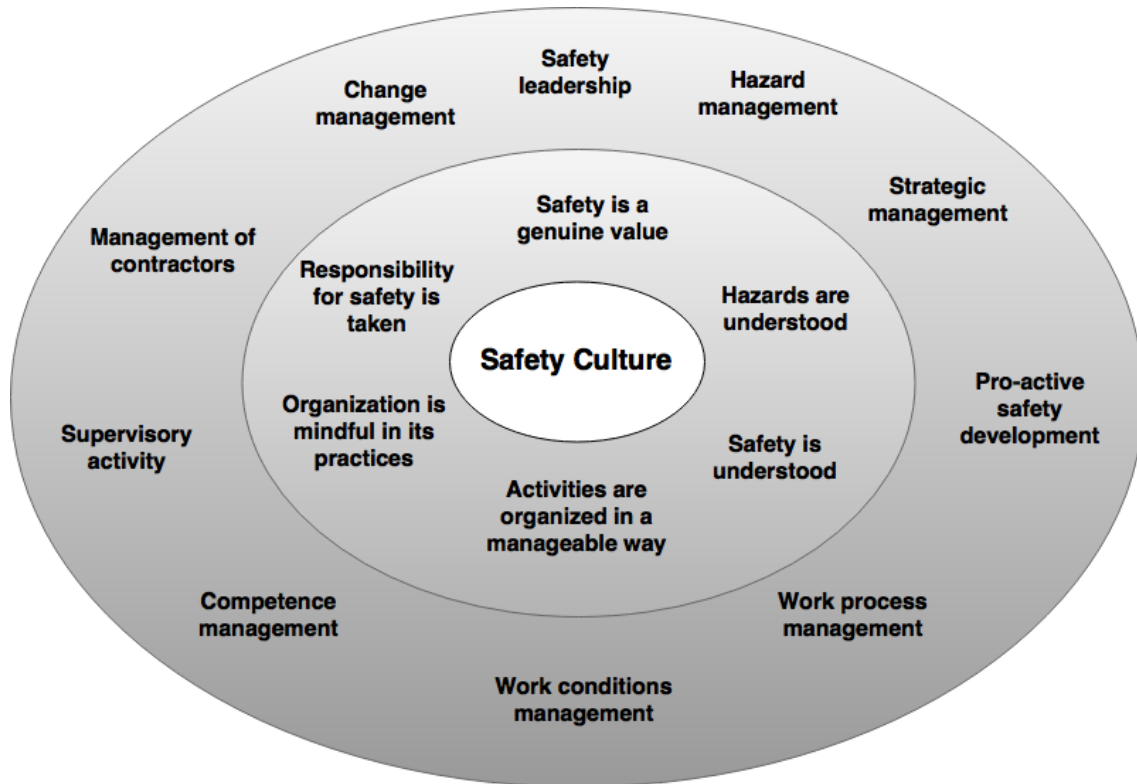 Safety
leadership
Change
management
Hazard
management
Strategic
management
Management of
contractors
Safety is a
genuine value
Responsibility
for safety is
taken
Hazards are
understood
Safety Culture
Pro-active
safety
development
Organization is
mindful in its
practices
Supervisory
activity
Safety is
understood
Activities are
organized in a
manageable way
Competence
management
Work process
management
Work conditions
management